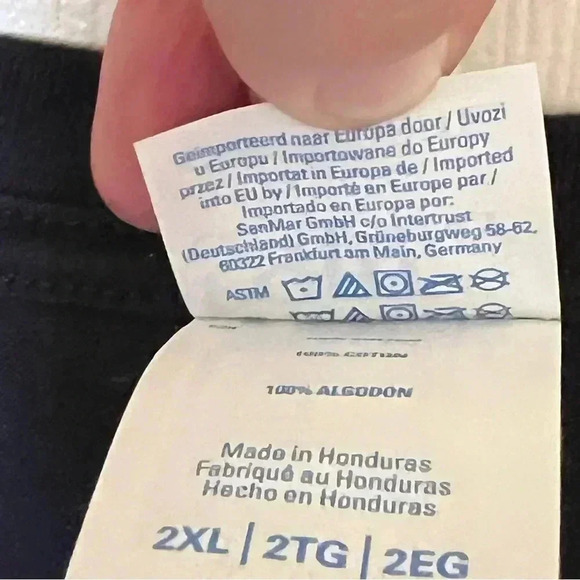 Geïmporteerd naar Europa door / Uvozi
u Europu / Importowane do Europy
przez / Importat in Europa de / Imported
into EU by / Importé en Europe par /
Importado en Europa por:
SanMar GmbH c/o Intertrust
(Deutschland) GmbH, Grüneburgweg 58-62,
60322 Frankfurt am Main, Germany
ASTM
100% COTTON
100% ALGODON
Made in Honduras
Fabriqué au Honduras
Hecho en Honduras
2XL | 2TG | 2EG